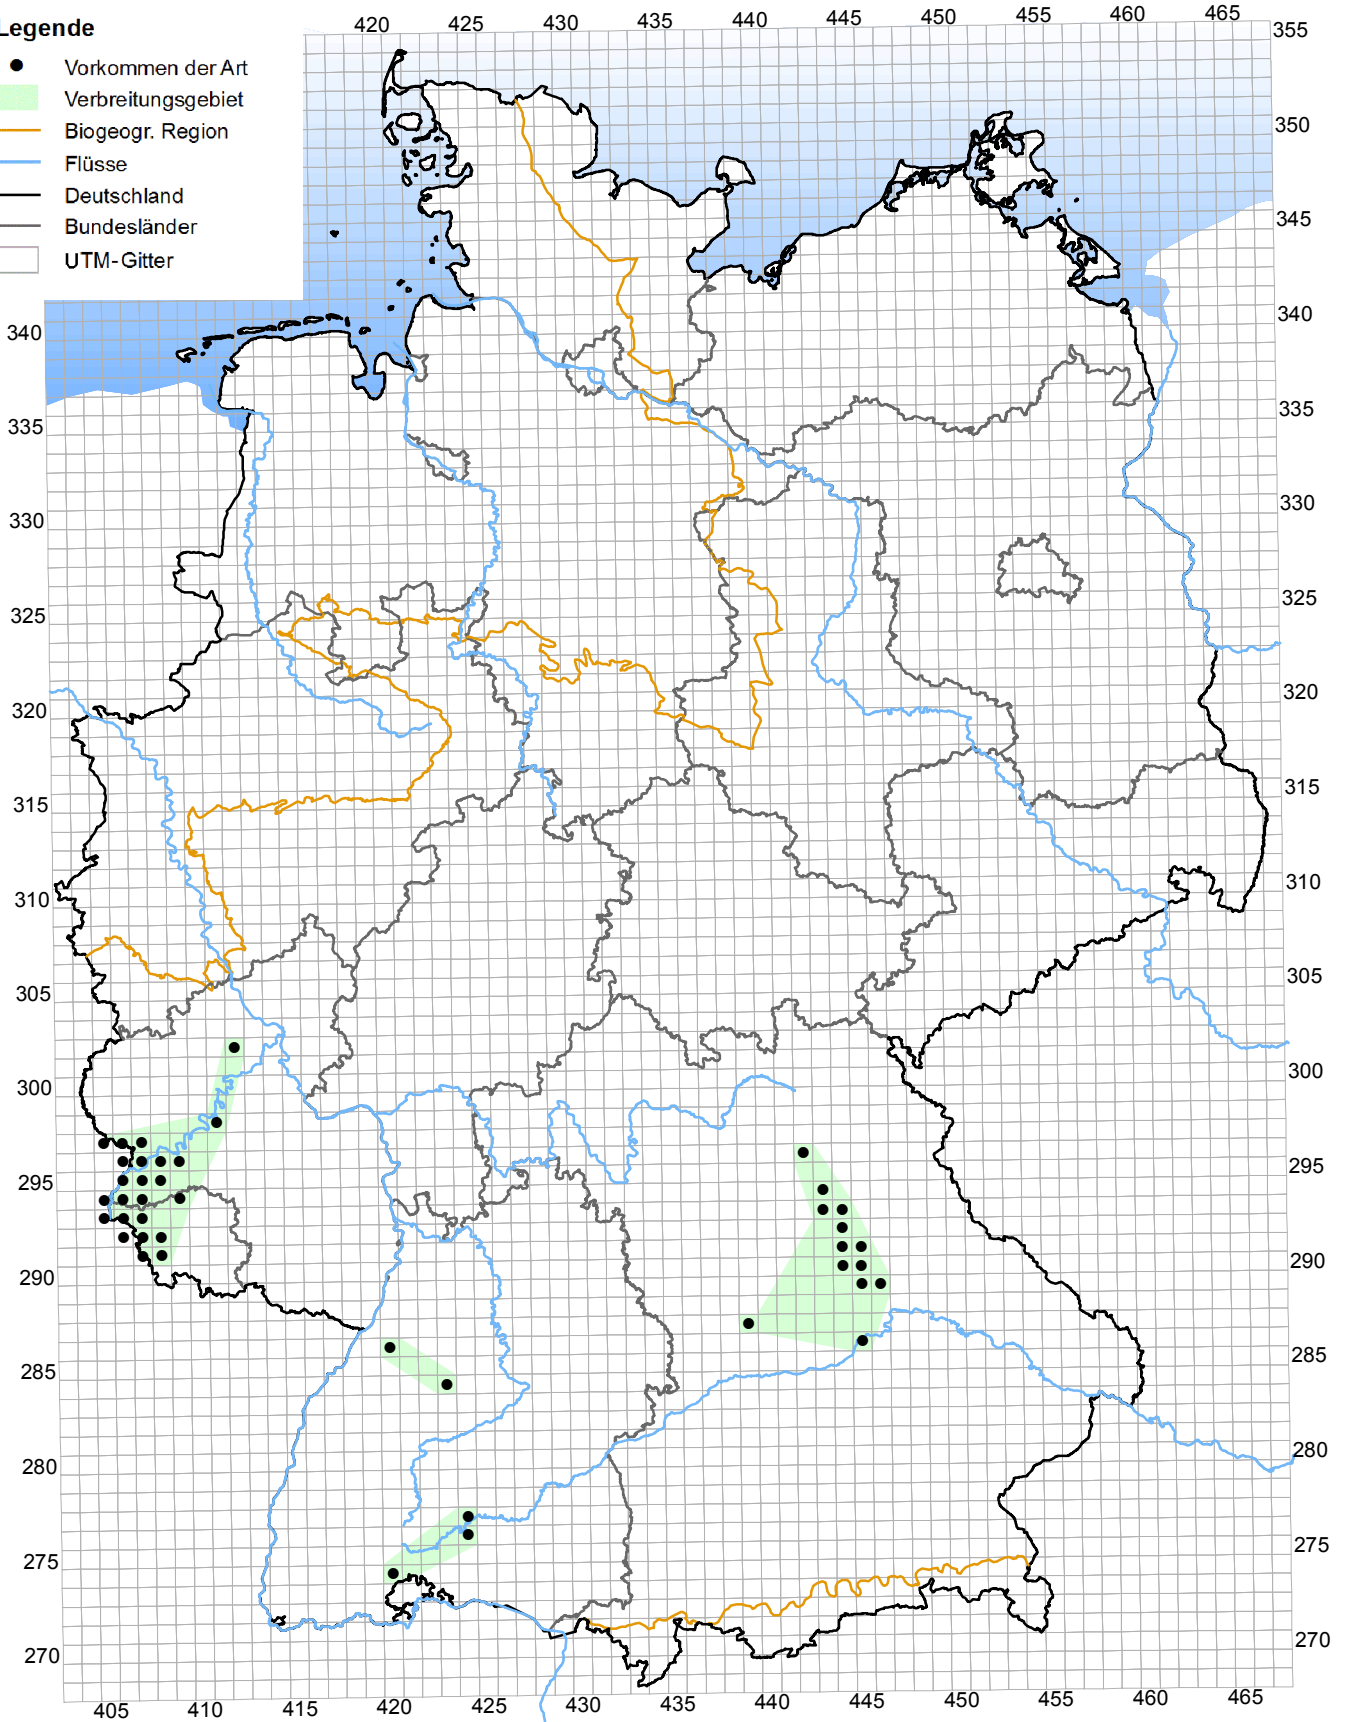 Legende
Vorkommen der Art
Verbreitungsgebiet
Biogeogr. Region
Flüsse
Deutschland
Bundesländer
UTM-Gitter
420 425 430 435 440 445 450 455 460 465
355
350
345
340 340
335 335
330 330
325 325
320 320
315 315
310 310
305 305
300 300
295 295
290 290
285 285
280 280
275 275
270 270
405 410 415 420 425 430 435 440 445 450 455 460 465